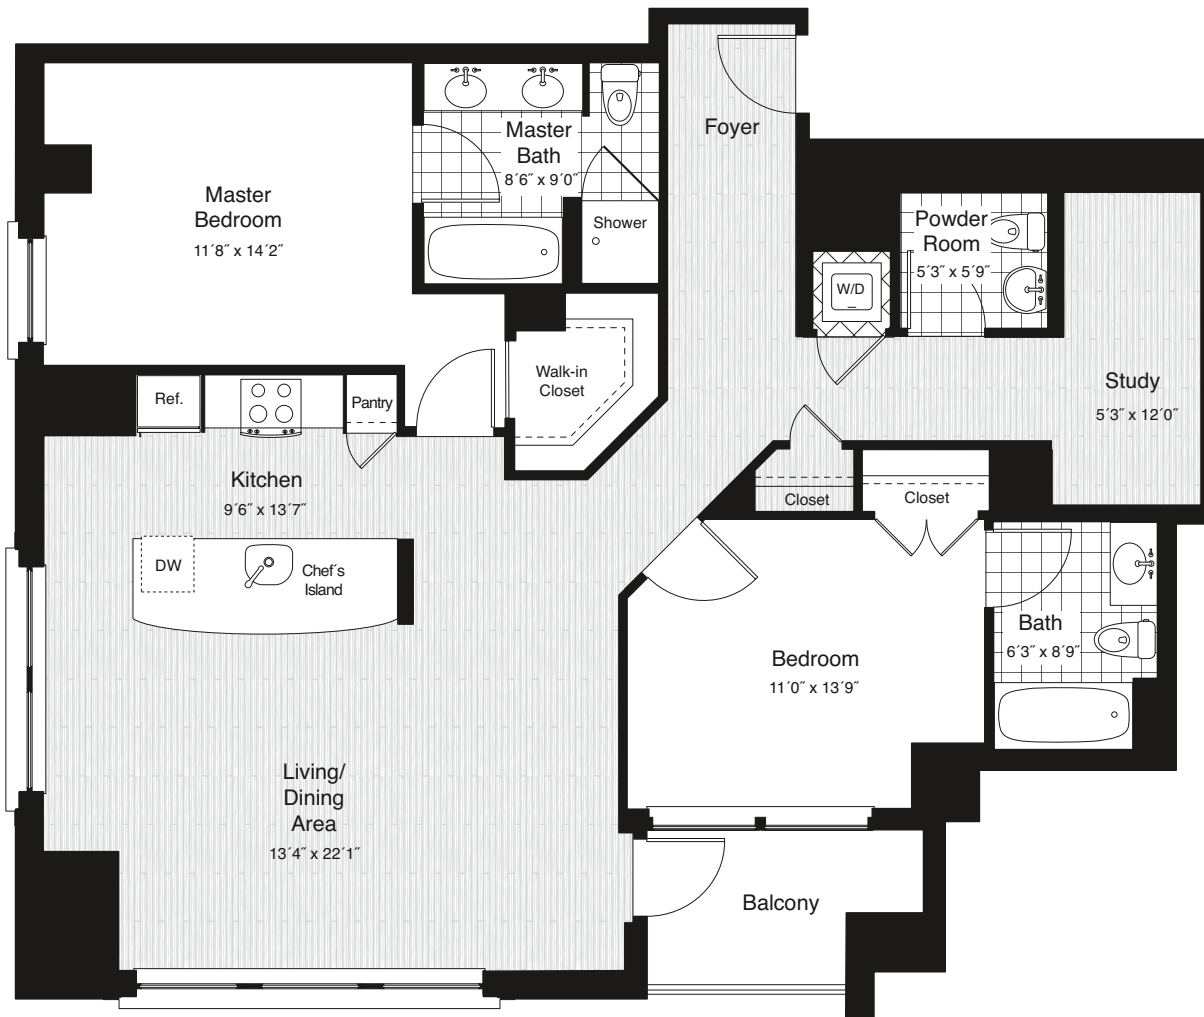 Foyer
Master
Bath
8´6˝ x 9´0˝
Master
Bedroom
11´8˝ x 14´2˝
Shower
Powder
Room
5´3˝ x 5´9˝
W/D
Walk-in
Closet
Study
5´3˝ x 12´0˝
Ref.
Pantry
Kitchen
9´6˝ x 13´7˝
Closet
Closet
DW
Chef´s
Island
Bath
6´3˝ x 8´9˝
Bedroom
11´0˝ x 13´9˝
Living/
Dining
Area
13´4˝ x 22´1˝
Balcony